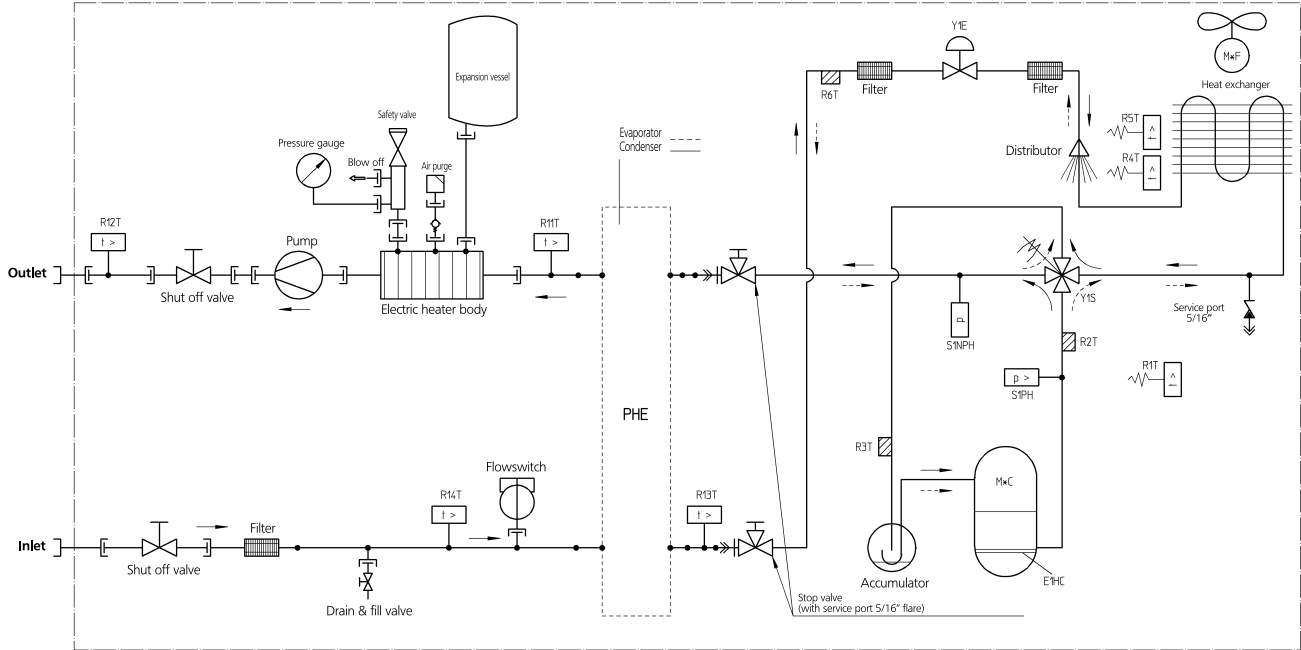 Y1E
M*F
Expansion vessel
R6T
Filter
Filter
Heat exchanger
Safety valve
Evaporator
Condenser
R5T
t >
Pressure gauge
Blow off
Air purge
Distributor
R4T
t >
R12T
t >
Pump
R11T
t >
Outlet
Shut off valve
Electric heater body
Y1S
Service port
5/16"
p
S1NPH
R2T
p >
S1PH
R1T
t >
PHE
R3T
Flowswitch
M*C
R14T
t >
R13T
t >
Inlet
Filter
Shut off valve
Accumulator
E1HC
Drain & fill valve
Stop valve
(with service port 5/16" flare)